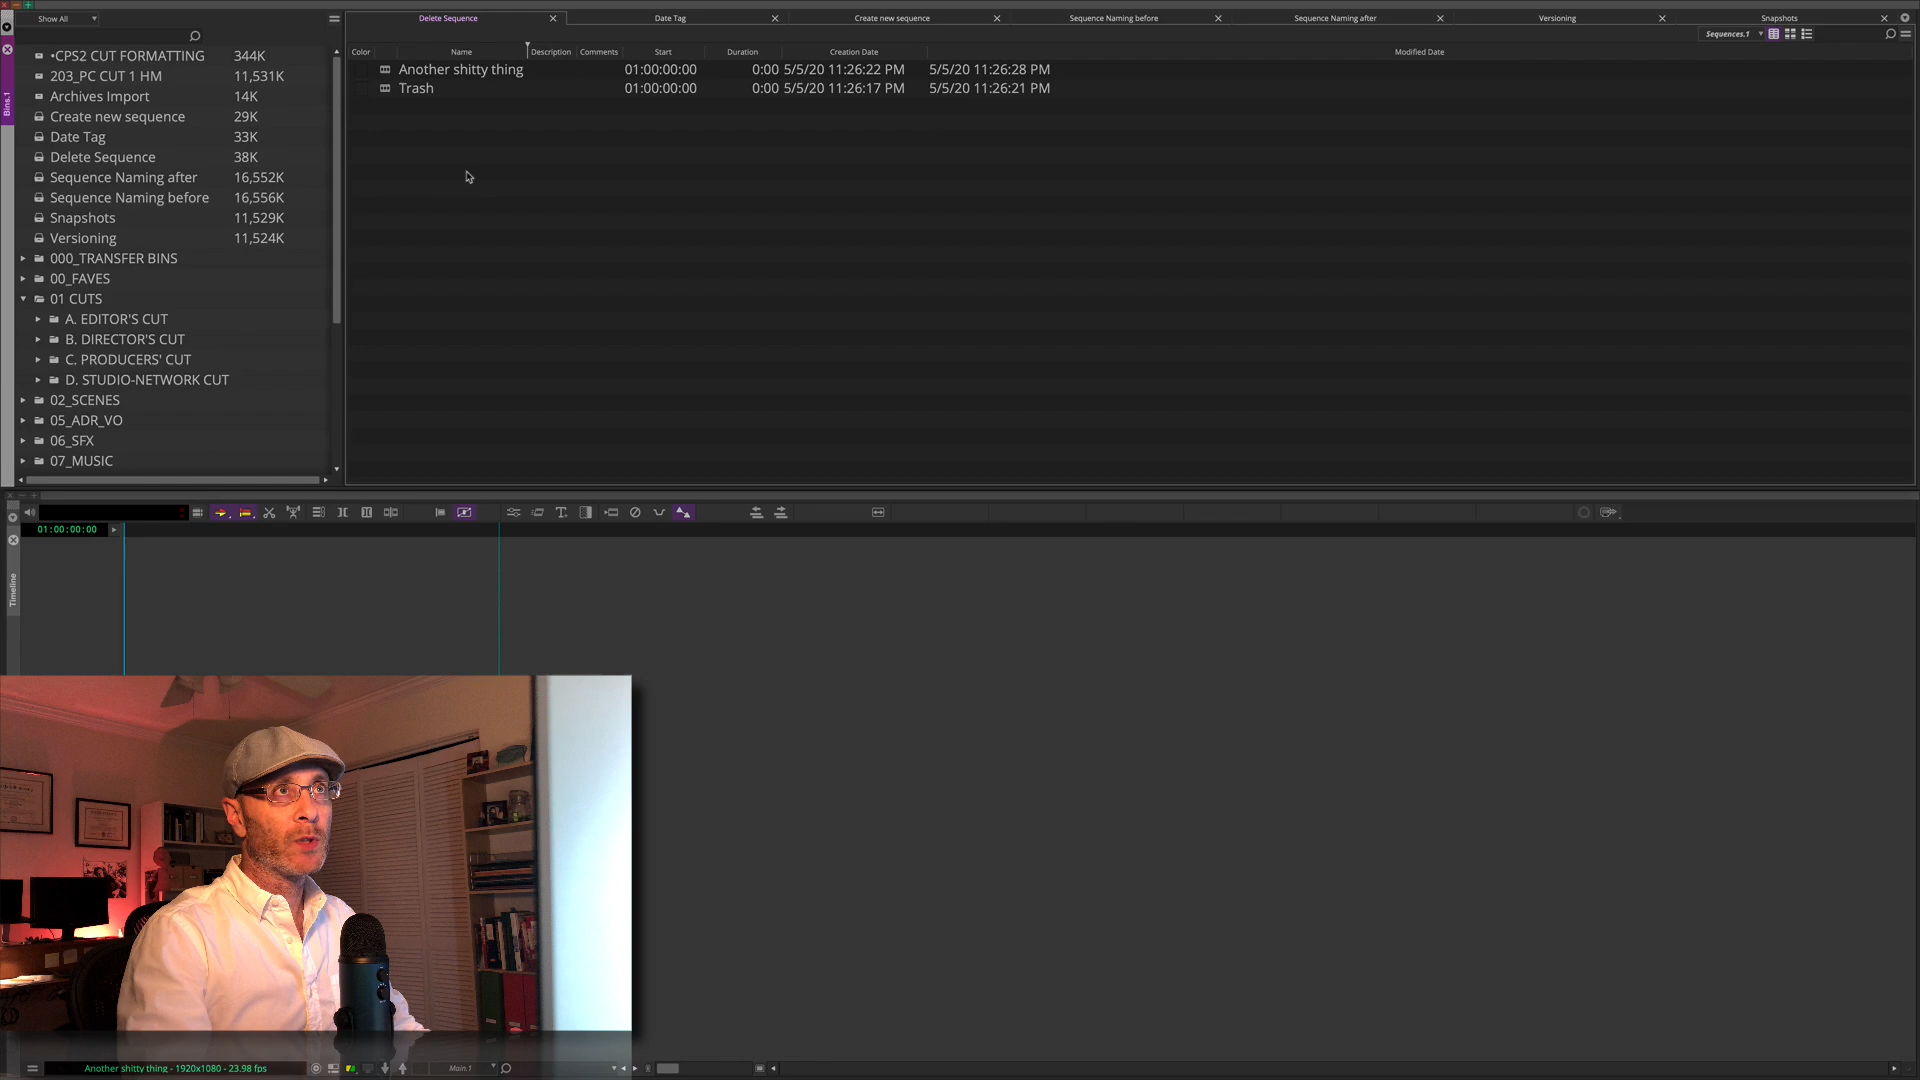 Show All
Delete Sequence
Date Tag
Create new sequence
Sequence Naming before
Sequence Naming after
Versioning
Snapshots
Sequences.1
Bins.1
•CPS2 CUT FORMATTING 344K
203_PC CUT 1 HM 11,531K
Archives Import 14K
Create new sequence 29K
Date Tag 33K
Delete Sequence 38K
Sequence Naming after 16,552K
Sequence Naming before 16,556K
Snapshots 11,529K
Versioning 11,524K
000_TRANSFER BINS
00_FAVES
01 CUTS
A. EDITOR'S CUT
B. DIRECTOR'S CUT
C. PRODUCERS' CUT
D. STUDIO-NETWORK CUT
02_SCENES
05_ADR_VO
06_SFX
07_MUSIC
Color Name Description Comments Start Duration Creation Date Modified Date
Another shitty thing 01:00:00:00 0:00 5/5/20 11:26:22 PM 5/5/20 11:26:28 PM
Trash 01:00:00:00 0:00 5/5/20 11:26:17 PM 5/5/20 11:26:21 PM
01:00:00:00
Timeline
Another shitty thing - 1920x1080 - 23.98 fps
Main.1